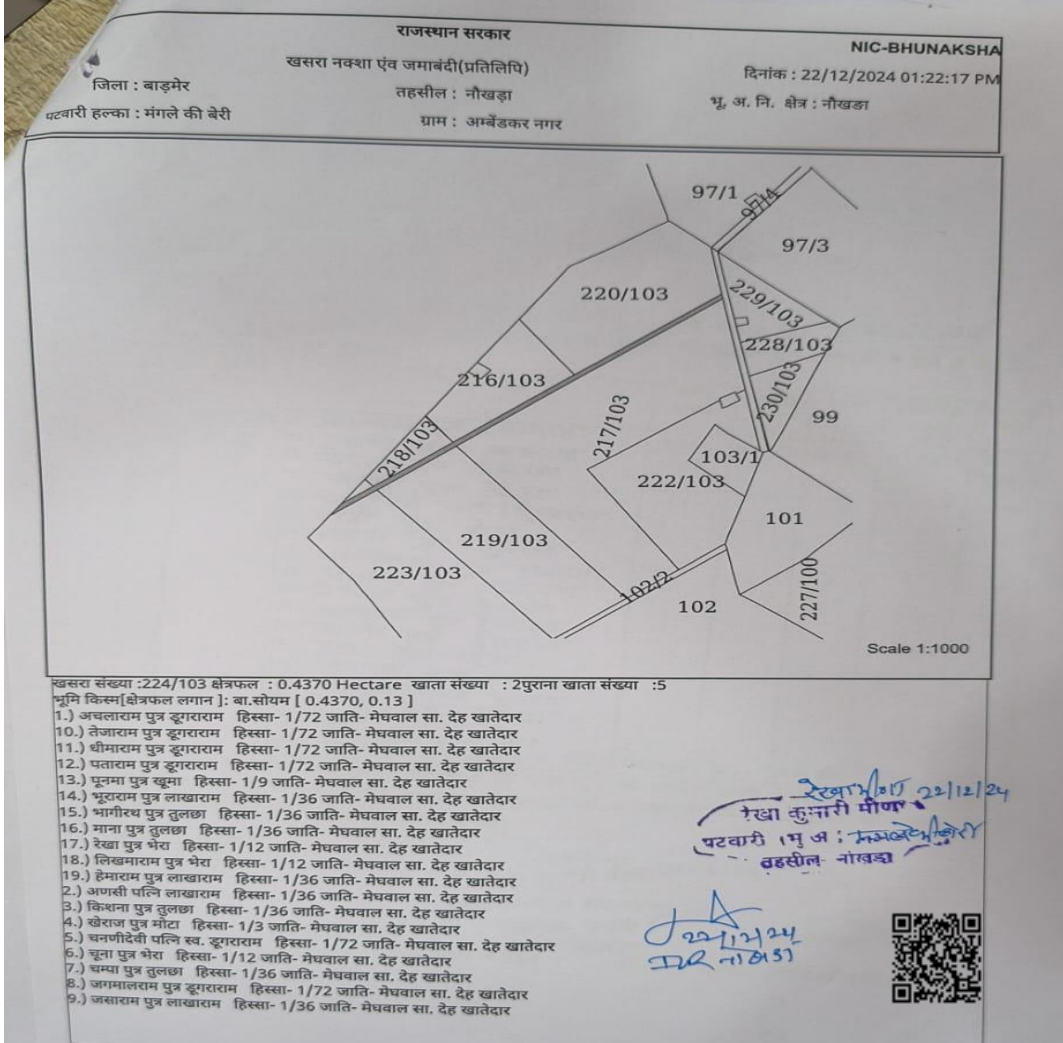 राजस्थान सरकार
NIC-BHUNAKSHA
खसरा नक्शा एंव जमाबंदी(प्रतिलिपि)
दिनांक : 22/12/2024 01:22:17 PM
जिला : बाड़मेर
तहसील : नौखड़ा
भू. अ. नि. क्षेत्र : नौखडा
पटवारी हल्का : मंगले की बेरी
ग्राम : अम्बेंडकर नगर
97/1
97/4
97/3
220/103
229/103
228/103
216/103
230/103
99
217/103
218/103
103/1
222/103
101
219/103
223/103
102/2
227/100
102
Scale 1:1000
खसरा संख्या :224/103 क्षेत्रफल : 0.4370 Hectare खाता संख्या : 2पुराना खाता संख्या :5
भूमि किस्म[क्षेत्रफल लगान ]: बा.सोयम [ 0.4370, 0.13 ]
1.) अचलाराम पुत्र डूगराराम हिस्सा- 1/72 जाति- मेघवाल सा. देह खातेदार
10.) तेजाराम पुत्र डूगराराम हिस्सा- 1/72 जाति- मेघवाल सा. देह खातेदार
11.) धीमाराम पुत्र डूगराराम हिस्सा- 1/72 जाति- मेघवाल सा. देह खातेदार
12.) पताराम पुत्र डूगराराम हिस्सा- 1/72 जाति- मेघवाल सा. देह खातेदार
13.) पूनमा पुत्र खूमा हिस्सा- 1/9 जाति- मेघवाल सा. देह खातेदार
14.) भूराराम पुत्र लाखाराम हिस्सा- 1/36 जाति- मेघवाल सा. देह खातेदार
15.) भागीरथ पुत्र तुलछा हिस्सा- 1/36 जाति- मेघवाल सा. देह खातेदार
16.) माना पुत्र तुलछा हिस्सा- 1/36 जाति- मेघवाल सा. देह खातेदार
17.) रेखा पुत्र भेरा हिस्सा- 1/12 जाति- मेघवाल सा. देह खातेदार
18.) लिखमाराम पुत्र भेरा हिस्सा- 1/12 जाति- मेघवाल सा. देह खातेदार
19.) हेमाराम पुत्र लाखाराम हिस्सा- 1/36 जाति- मेघवाल सा. देह खातेदार
2.) अणसी पत्नि लाखाराम हिस्सा- 1/36 जाति- मेघवाल सा. देह खातेदार
3.) किशना पुत्र तुलछा हिस्सा- 1/36 जाति- मेघवाल सा. देह खातेदार
4.) खेराज पुत्र मोटा हिस्सा- 1/3 जाति- मेघवाल सा. देह खातेदार
5.) चनणीदेवी पत्नि स्व. डूगराराम हिस्सा- 1/72 जाति- मेघवाल सा. देह खातेदार
6.) चूना पुत्र भेरा हिस्सा- 1/12 जाति- मेघवाल सा. देह खातेदार
7.) चम्पा पुत्र तुलछा हिस्सा- 1/36 जाति- मेघवाल सा. देह खातेदार
8.) जगमालराम पुत्र डूगराराम हिस्सा- 1/72 जाति- मेघवाल सा. देह खातेदार
9.) जसाराम पुत्र लाखाराम हिस्सा- 1/36 जाति- मेघवाल सा. देह खातेदार
रेखा मीणा 22/12/24
रेखा कुमारी मीणा
पटवारी भू अ :
तहसील- नोखडा